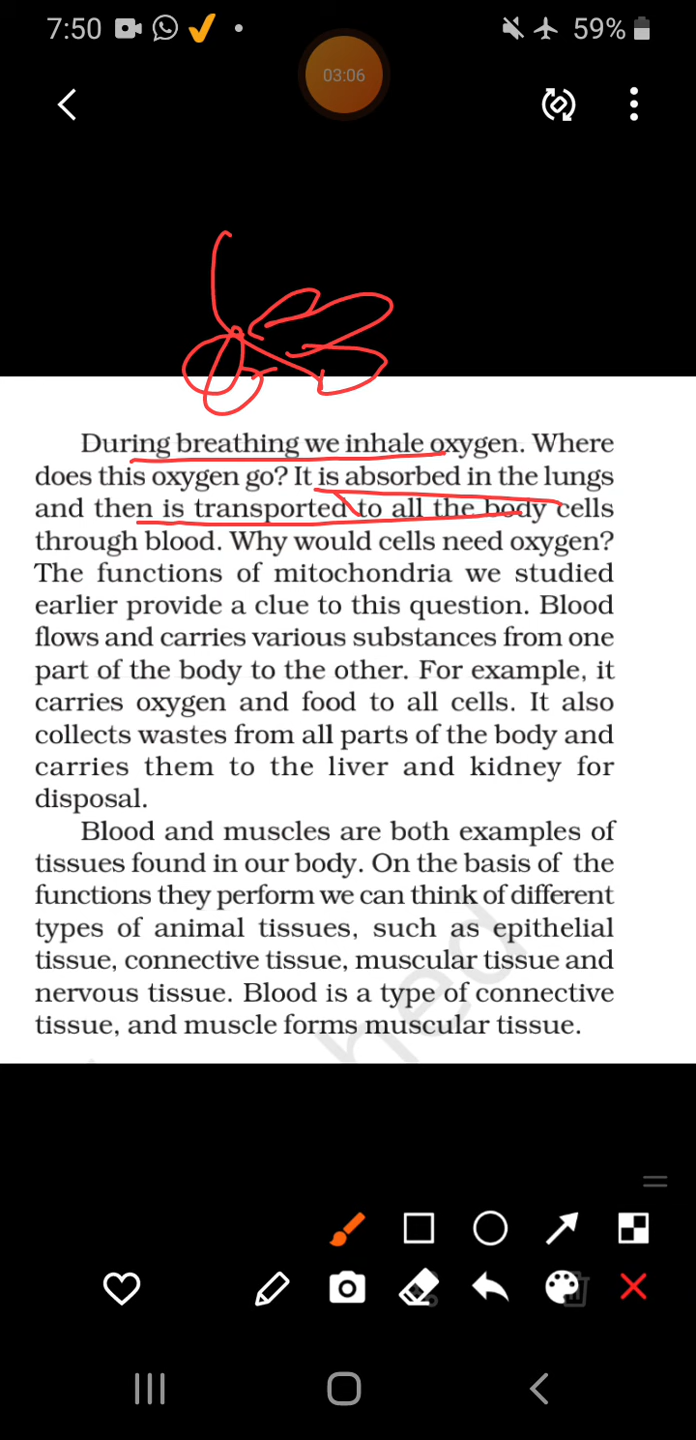 7:50
59%
03:06
During breathing we inhale oxygen. Where
does this oxygen go? It is absorbed in the lungs
and then is transported to all the body cells
through blood. Why would cells need oxygen?
The functions of mitochondria we studied
earlier provide a clue to this question. Blood
flows and carries various substances from one
part of the body to the other. For example, it
carries oxygen and food to all cells. It also
collects wastes from all parts of the body and
carries them to the liver and kidney for
disposal.
Blood and muscles are both examples of
tissues found in our body. On the basis of the
functions they perform we can think of different
types of animal tissues, such as epithelial
tissue, connective tissue, muscular tissue and
nervous tissue. Blood is a type of connective
tissue, and muscle forms muscular tissue.